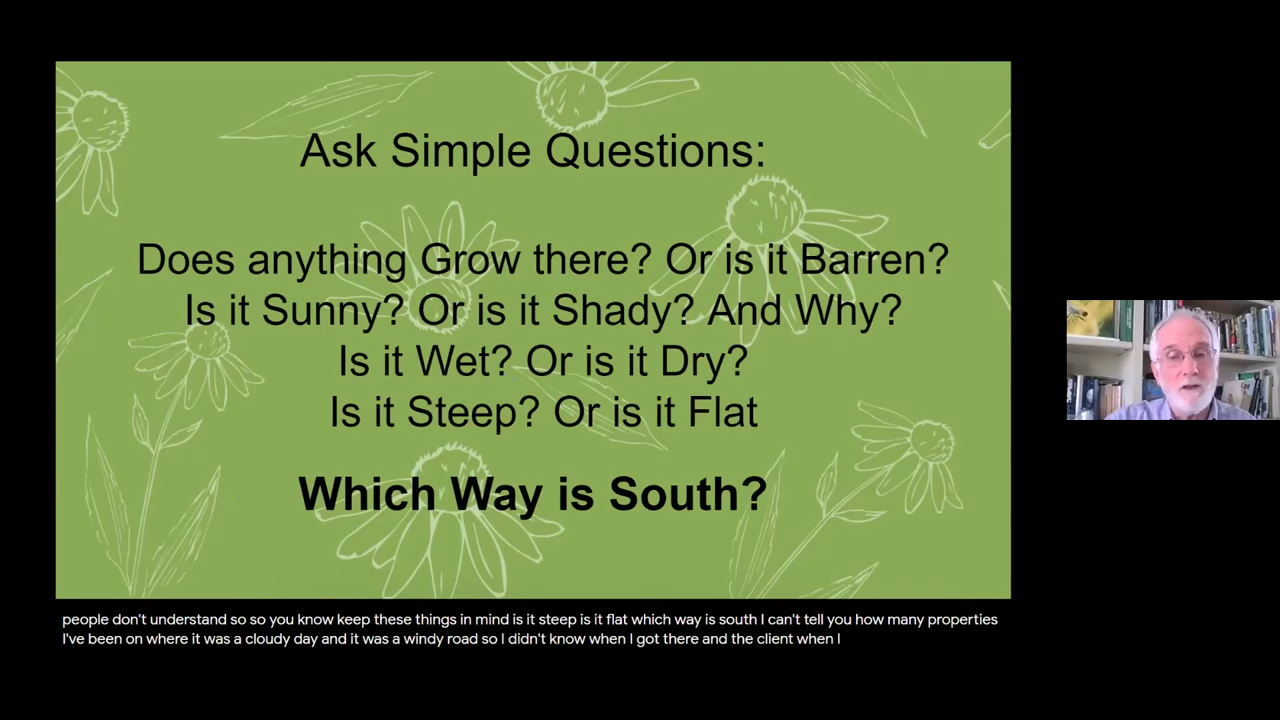 Ask Simple Questions:
Does anything Grow there? Or is it Barren?
Is it Sunny? Or is it Shady? And Why?
Is it Wet? Or is it Dry?
Is it Steep? Or is it Flat
Which Way is South?
people don't understand so so you know keep these things in mind is it steep is it flat which way is south I can't tell you how many properties
I've been on where it was a cloudy day and it was a windy road so I didn't know when I got there and the client when I